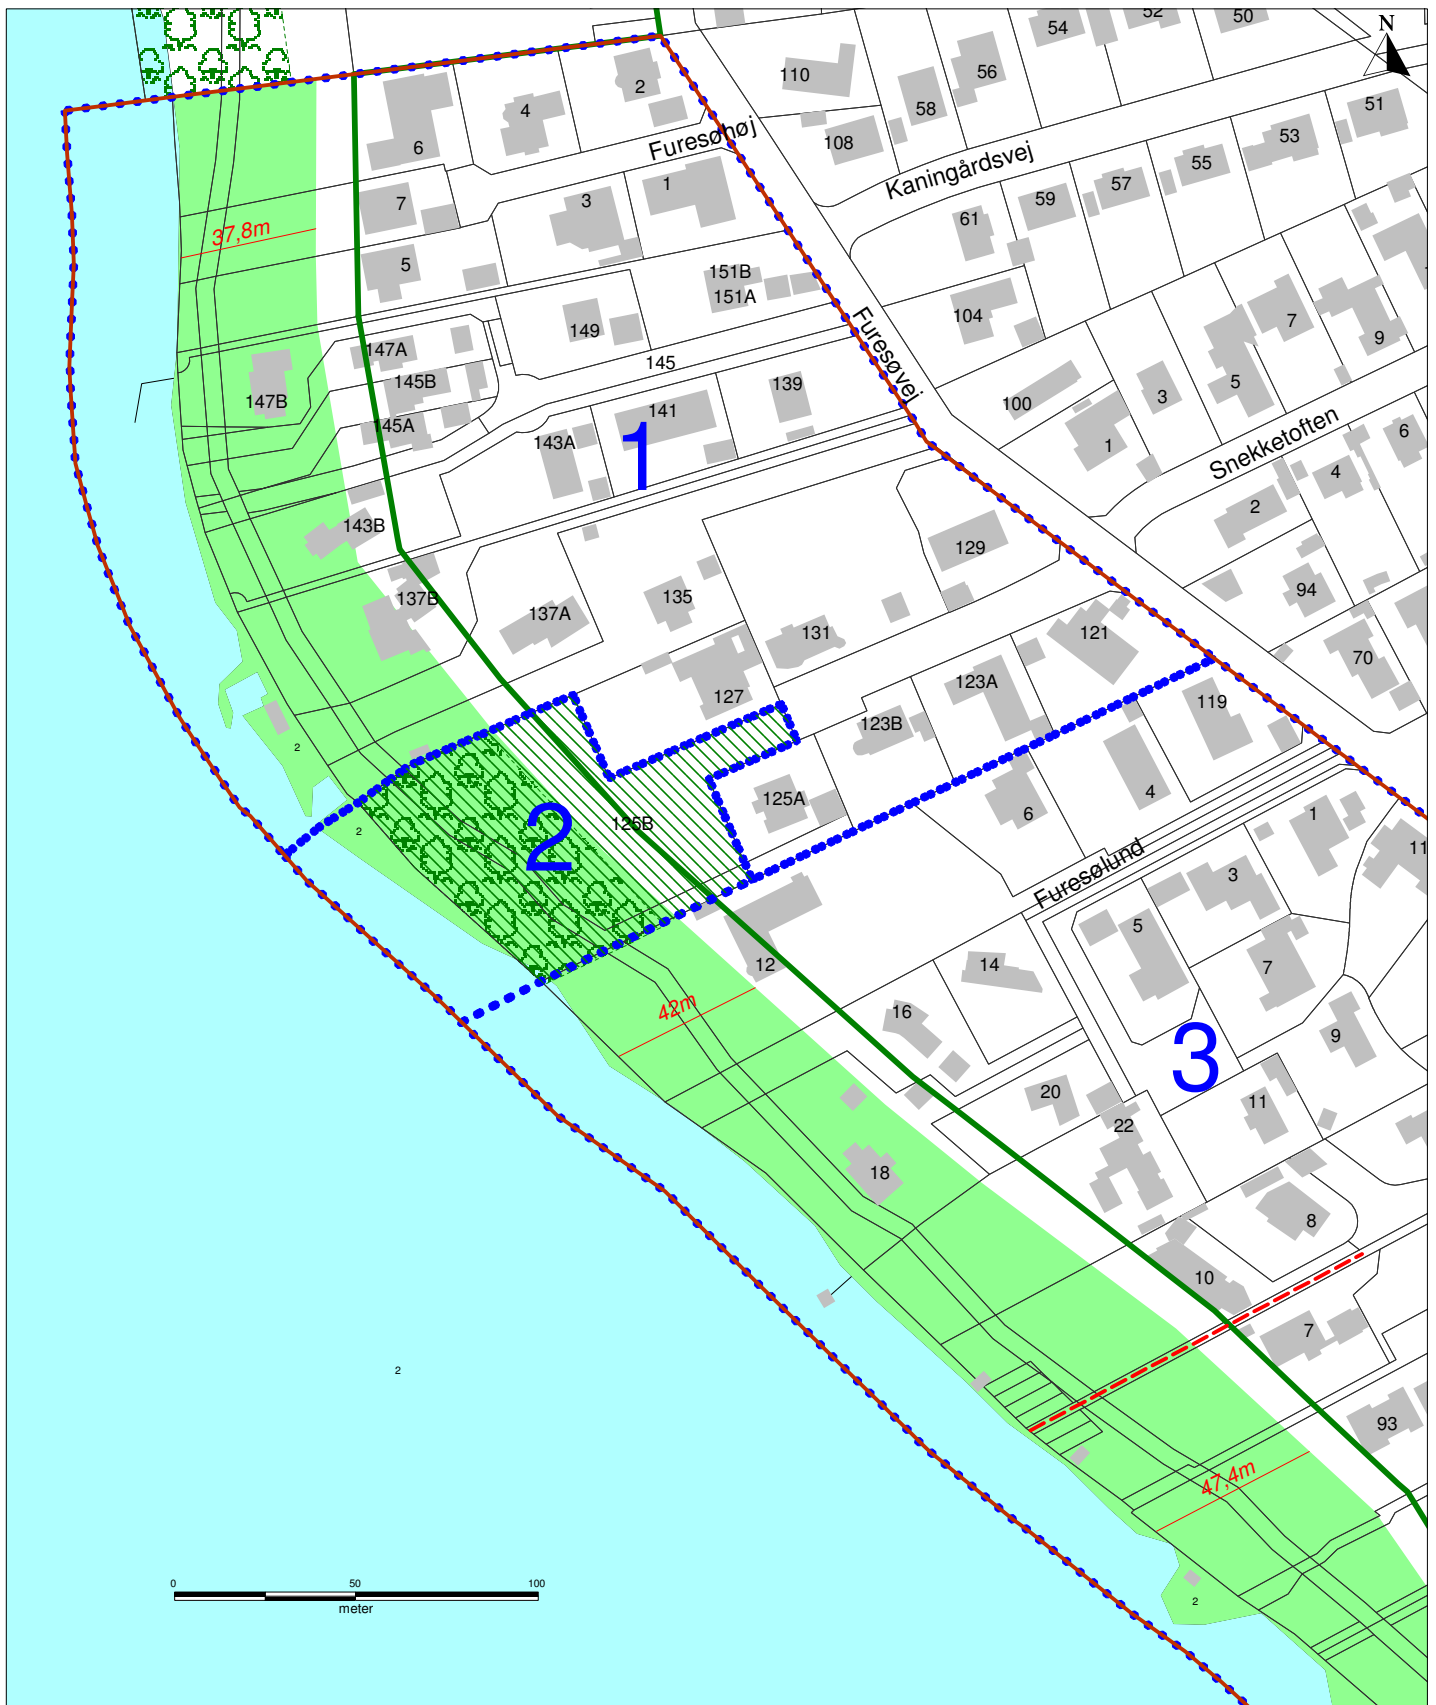 N
54
52
50
110
56
58
108
51
53
55
57
59
61
Kaningårdsvej
2
4
6
Furesøhøj
7
3
1
5
37,8m
151B
151A
149
104
7
9
5
3
1
100
Furesøvej
147A
145
145B
147B
145A
139
141
143A
1
143B
Snekketoften
6
4
2
129
94
70
137B
137A
135
131
121
127
123A
123B
119
2
125A
125B
2
2
6
4
1
11
Furesølund
3
5
7
12
14
42m
16
3
9
20
11
22
18
8
10
7
2
93
47,4m
2
0 50 100
meter